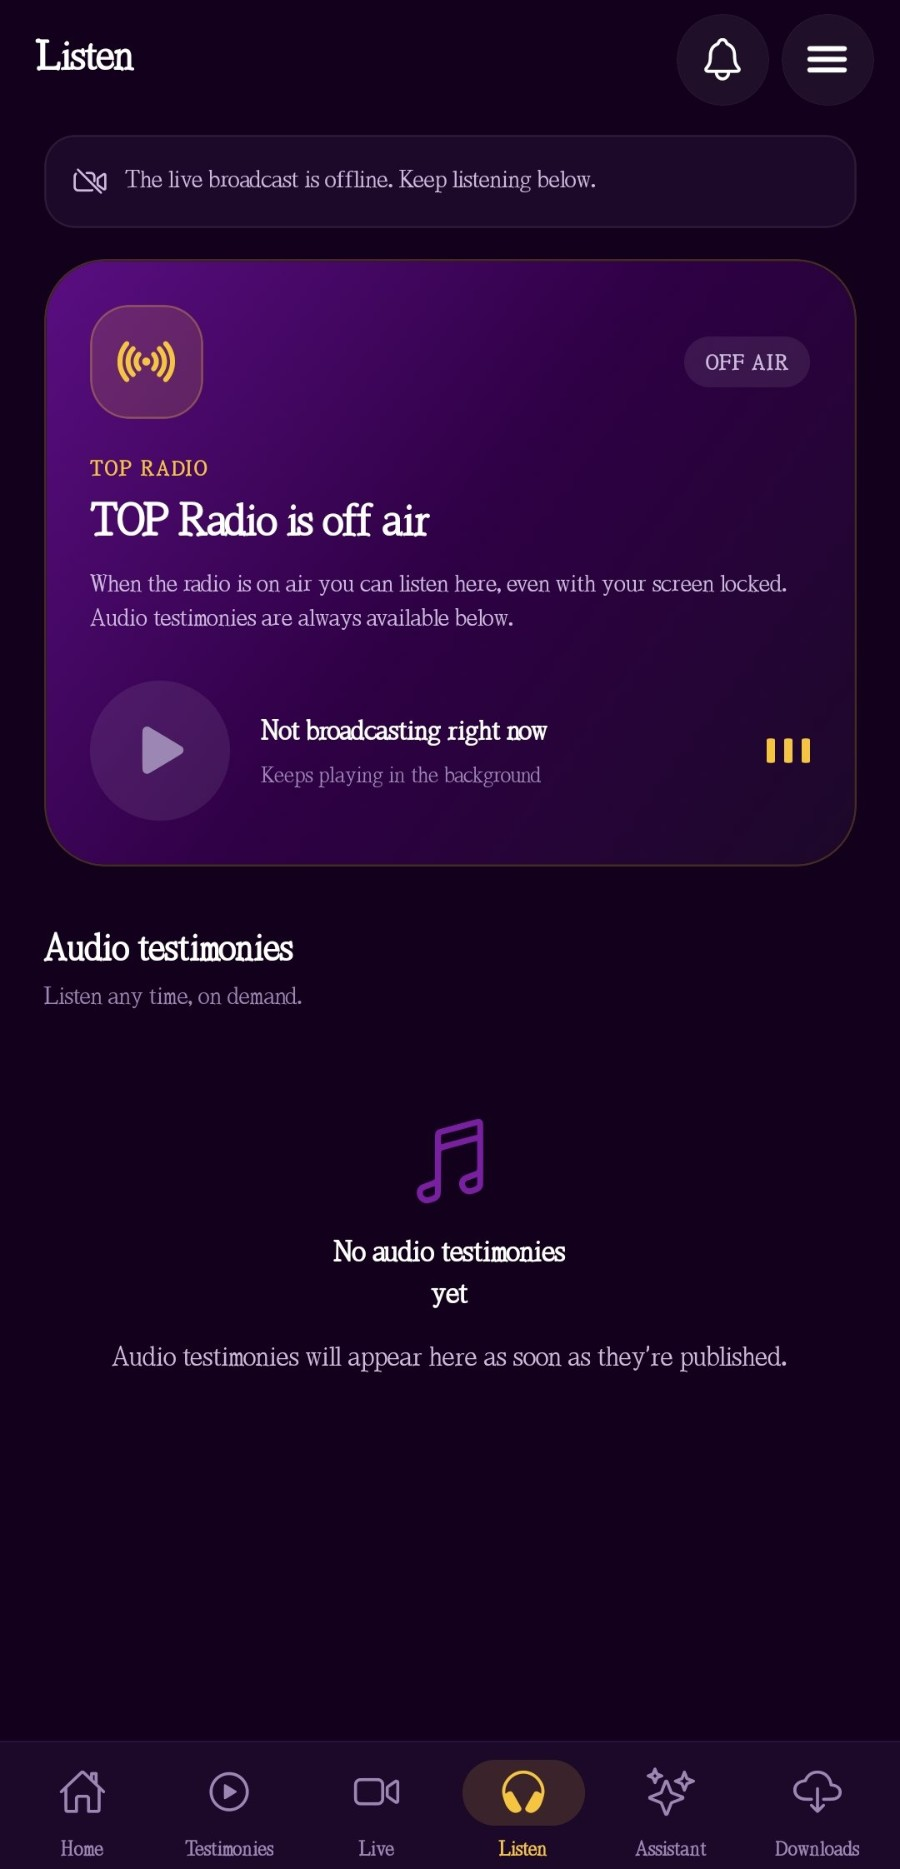 Listen
The live broadcast is offline. Keep listening below.
OFF AIR
TOP RADIO
TOP Radio is off air
When the radio is on air you can listen here, even with your screen locked.
Audio testimonies are always available below.
Not broadcasting right now
Keeps playing in the background
Audio testimonies
Listen any time, on demand.
No audio testimonies
yet
Audio testimonies will appear here as soon as they're published.
Home
Testimonies
Live
Listen
Assistant
Downloads